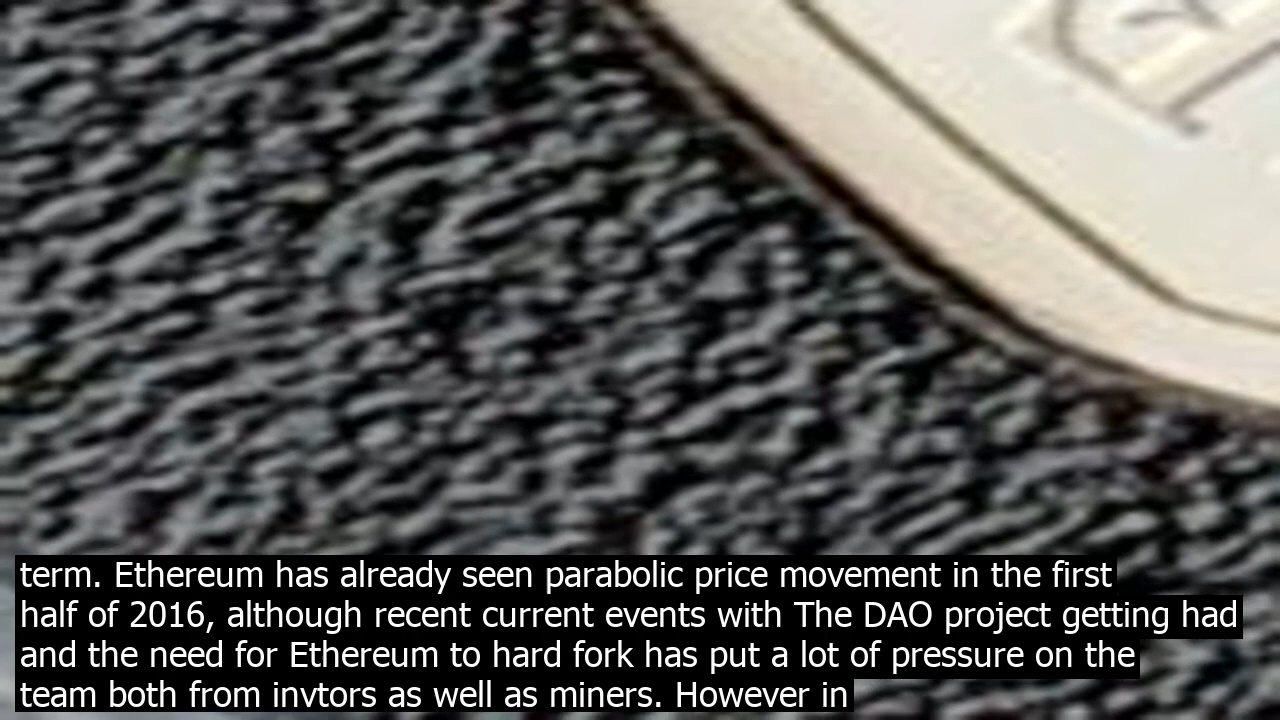 term. Ethereum has already seen parabolic price movement in the first
half of 2016, although recent current events with The DAO project getting had
and the need for Ethereum to hard fork has put a lot of pressure on the
team both from invtors as well as miners. However in